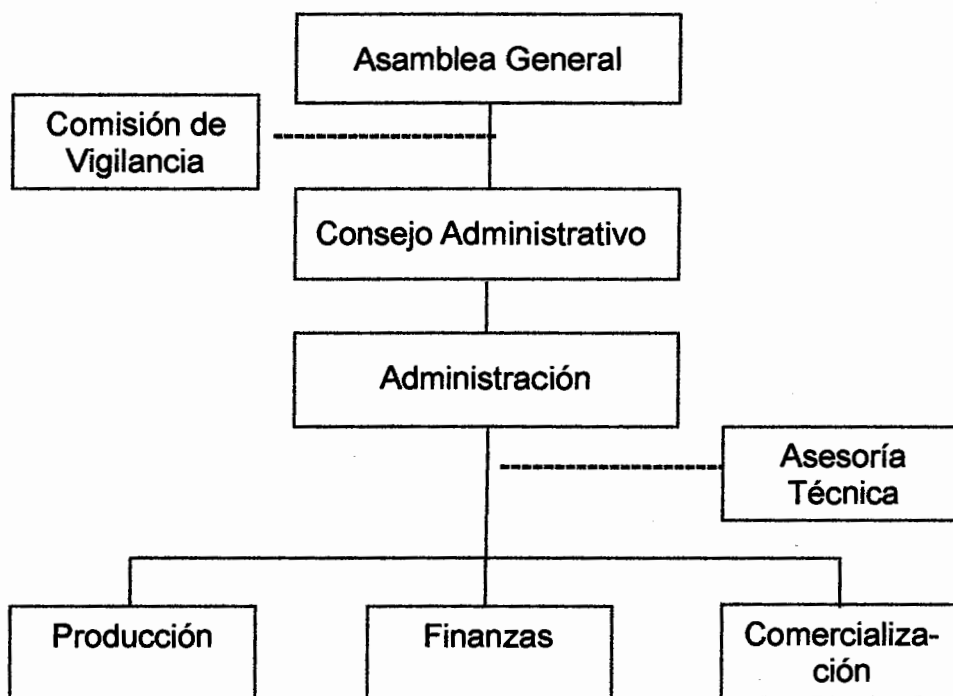 Asamblea General
Comisión de
Vigilancia
Consejo Administrativo
Administración
Asesoría
Técnica
Producción
Finanzas
Comercializa-
ción